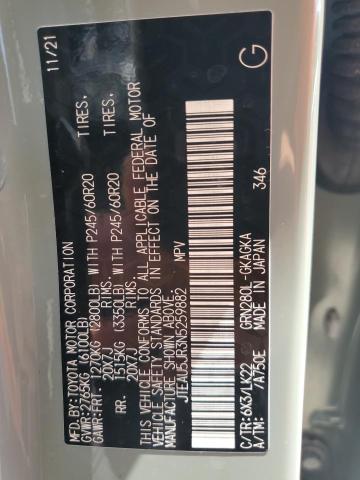 MFD.BY:TOYOTA MOTOR CORPORATION 11/21
GVWR:2765KG (6100LB)
GAWR:FRT. 1270KG (2800LB) WITH P245/60R20 TIRES,
20X7J RIMS,
RR. 1515KG (3350LB) WITH P245/60R20 TIRES,
20X7J RIMS,
THIS VEHICLE CONFORMS TO ALL APPLICABLE FEDERAL MOTOR
VEHICLE SAFETY STANDARDS IN EFFECT ON THE DATE OF
MANUFACTURE SHOWN ABOVE.
JTEAU5JR3N5259882 MPV
C/TR:6X3/LK22 GRN280L-GKAGKA
A/TM: /A750E MADE IN JAPAN
346
G